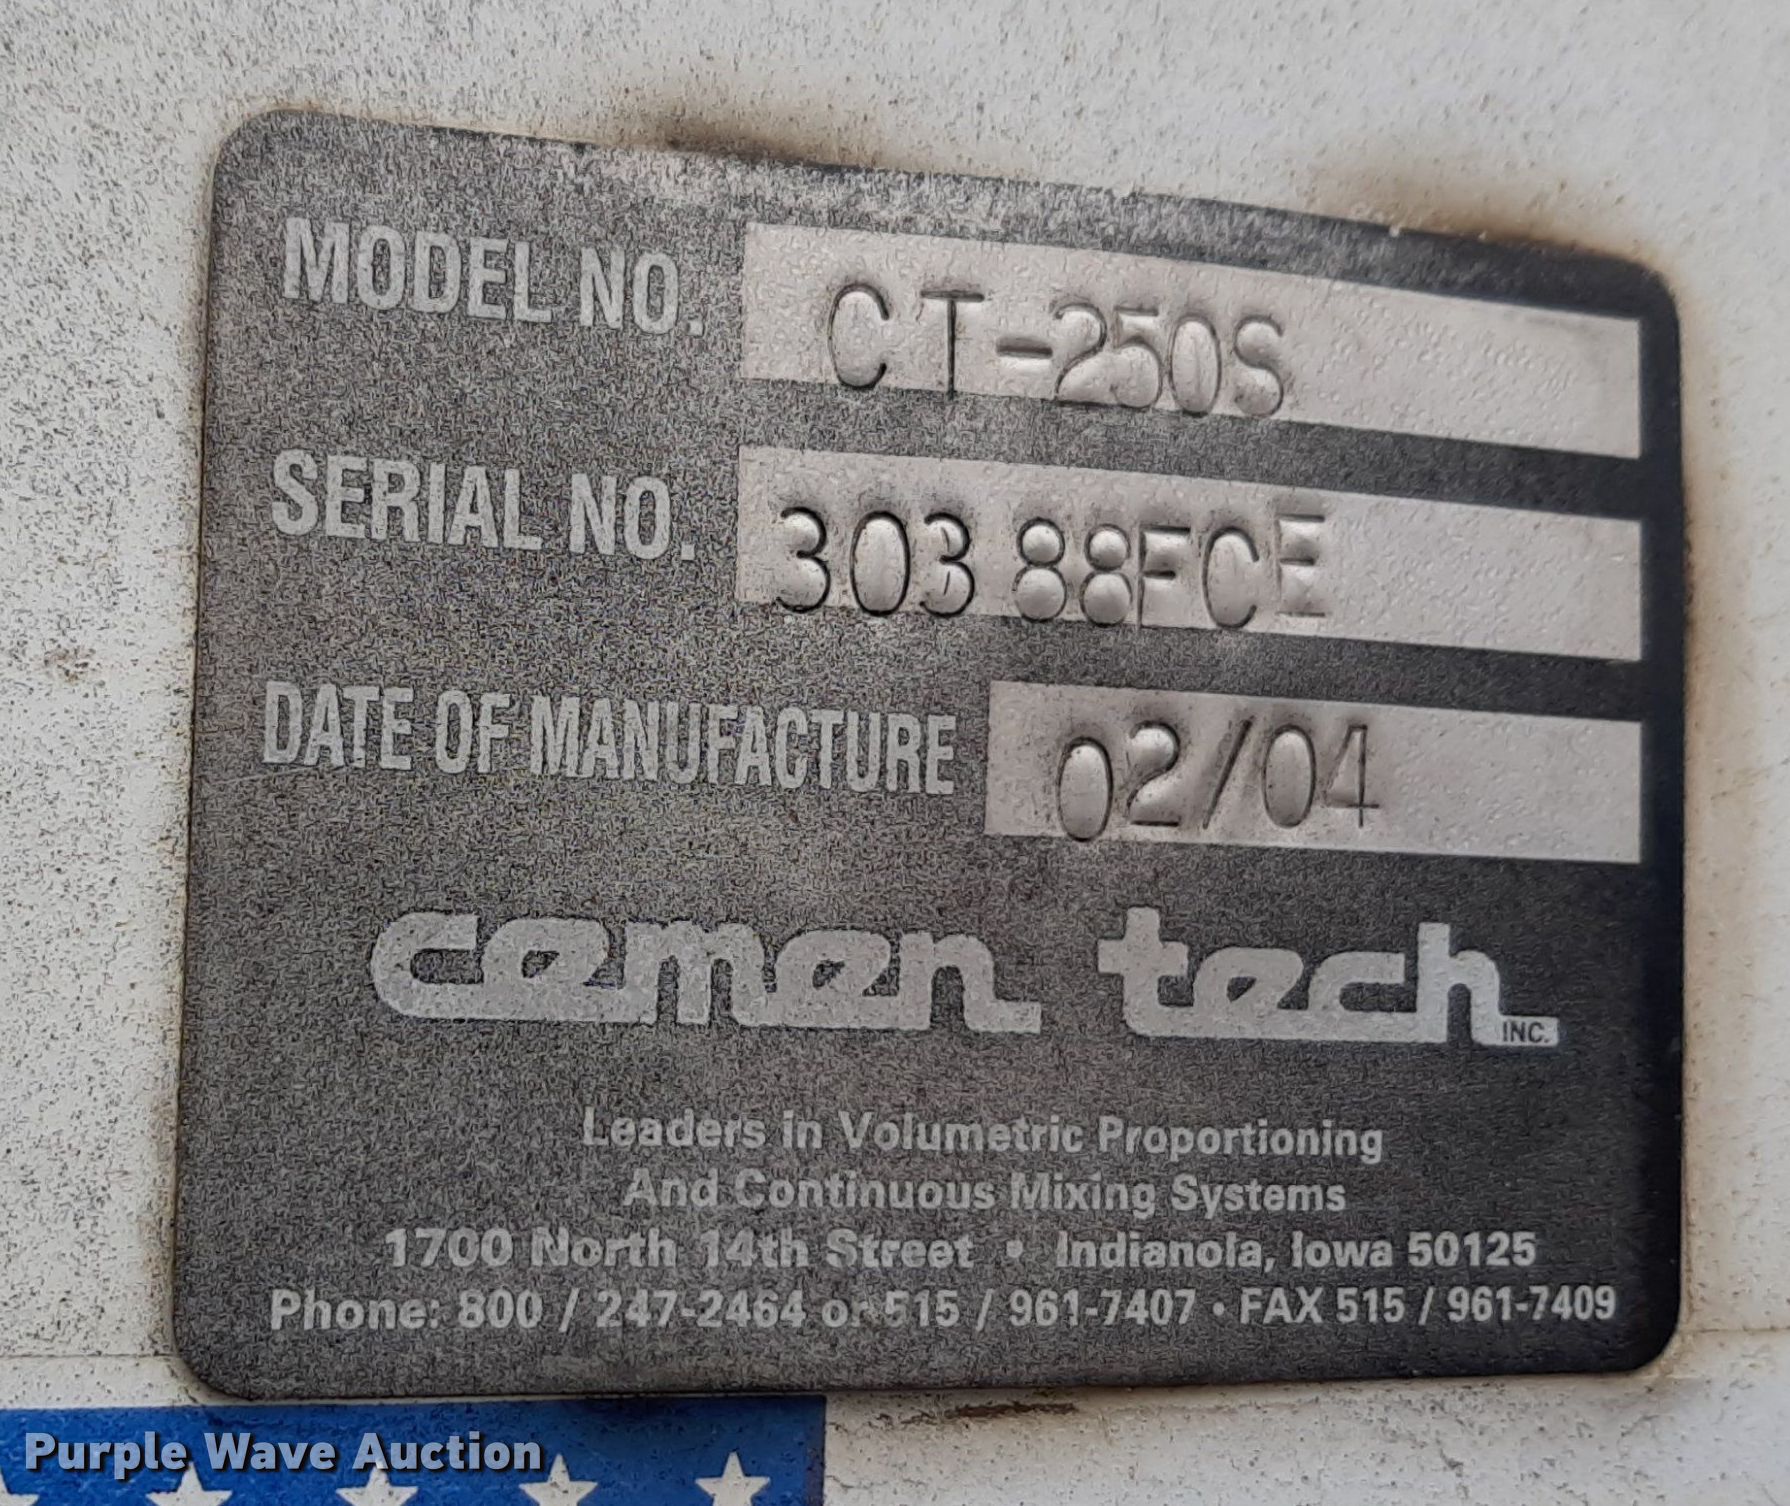 MODEL NO. CT-250S
SERIAL NO. 30388FCE
DATE OF MANUFACTURE 02/04
cemen tech INC.
Leaders in Volumetric Proportioning
And Continuous Mixing Systems
1700 North 14th Street • Indianola, Iowa 50125
Phone: 800 / 247-2464 or 515 / 961-7407 • FAX 515 / 961-7409
Purple Wave Auction